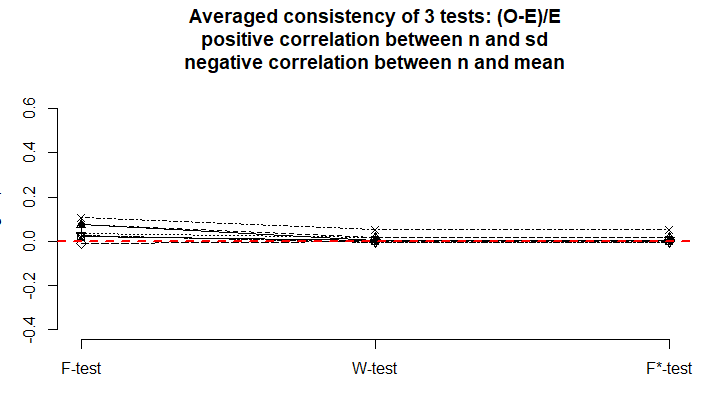 Averaged consistency of 3 tests: (O-E)/E
positive correlation between n and sd
negative correlation between n and mean
0.6
0.4
0.2
0.0
-0.2
-0.4
F-test
W-test
F*-test